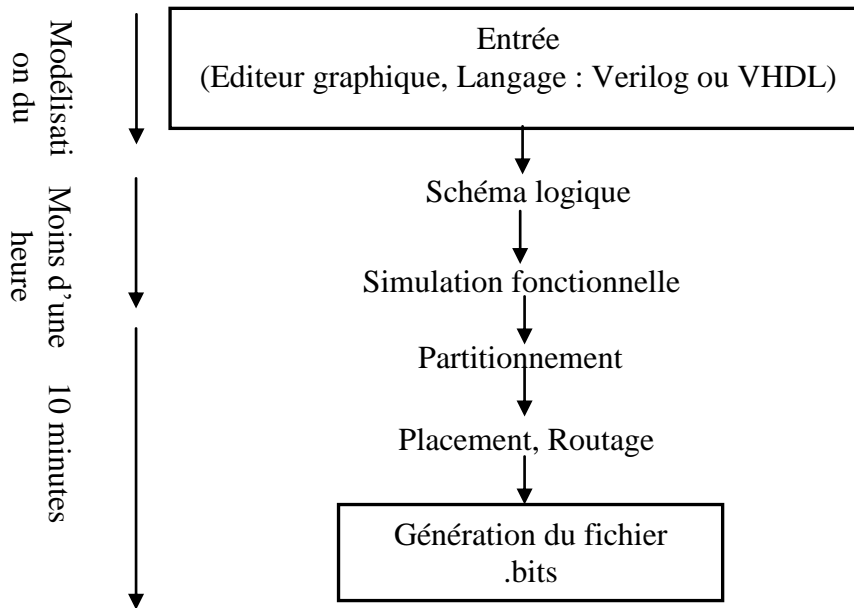 Entrée
(Editeur graphique, Langage : Verilog ou VHDL)
Schéma logique
Simulation fonctionnelle
Partitionnement
Placement, Routage
Génération du fichier
.bits
Modélisati
on du
Moins d’une
heure
10 minutes